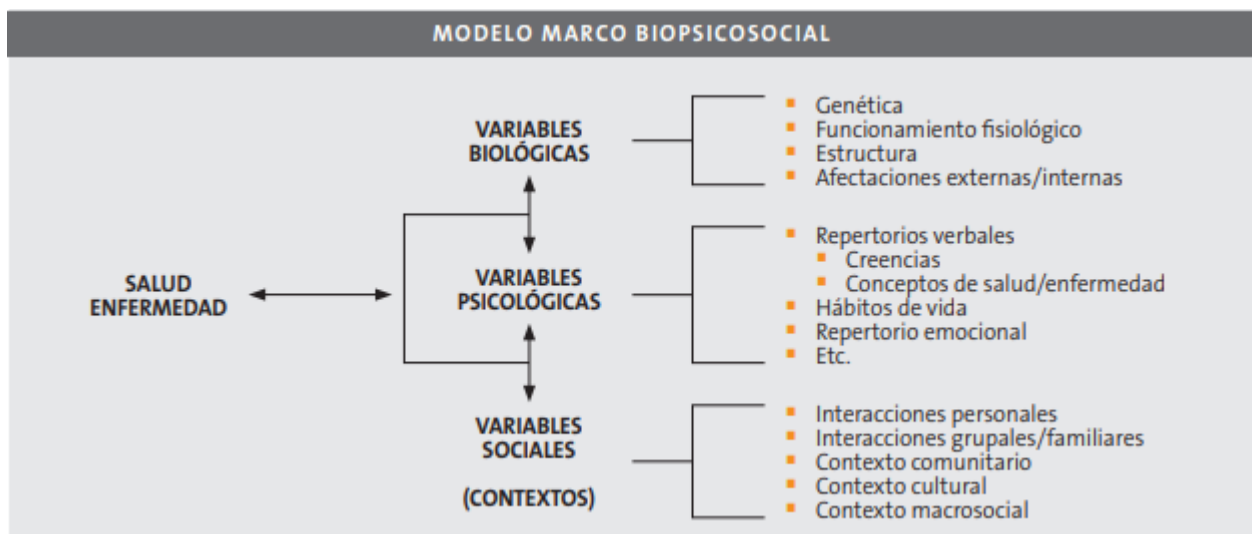 MODELO MARCO BIOPSICOSOCIAL
VARIABLES
BIOLÓGICAS
Genética
Funcionamiento fisiológico
Estructura
Afectaciones externas/internas
SALUD
ENFERMEDAD
VARIABLES
PSICOLÓGICAS
Repertorios verbales
Creencias
Conceptos de salud/enfermedad
Hábitos de vida
Repertorio emocional
Etc.
VARIABLES
SOCIALES
(CONTEXTOS)
Interacciones personales
Interacciones grupales/familiares
Contexto comunitario
Contexto cultural
Contexto macrosocial